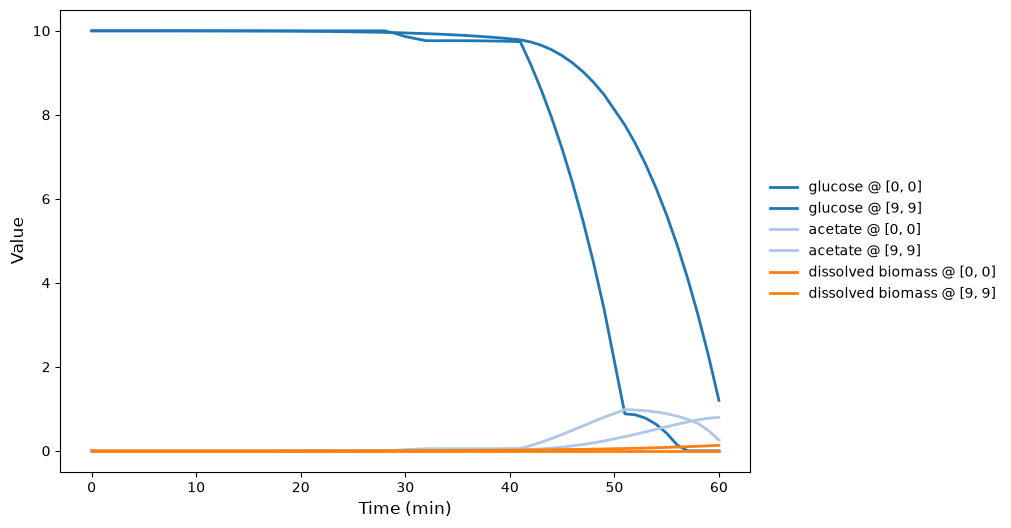 10
8
6
4
2
0
Value
0 10 20 30 40 50 60
Time (min)
glucose @ [0, 0]
glucose @ [9, 9]
acetate @ [0, 0]
acetate @ [9, 9]
dissolved biomass @ [0, 0]
dissolved biomass @ [9, 9]